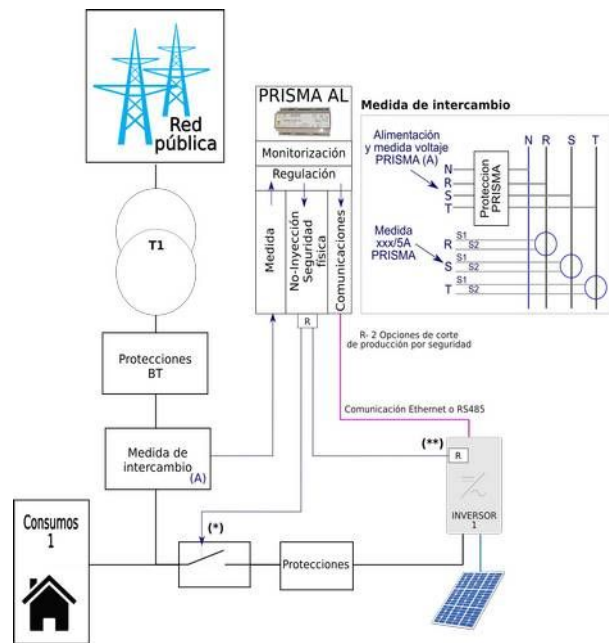 Red
pública
T1
Protecciones
BT
Medida de
intercambio
(A)
Consumos
1
PRISMA AL
Monitorización
Regulación
Medida
No-Inyección
Seguridad
física
Comunicaciones
R
R- 2 Opciones de corte
de producción por seguridad
Comunicación Ethernet o RS485
(*)
(**)
Protecciones
R
INVERSOR
1
Medida de intercambio
Alimentación
y medida voltaje
PRISMA (A)
N R S T
N
R
S
T
Proteccion
PRISMA
Medida
xxx/5A
PRISMA
R S1
S2
S S1
S2
T S1
S2